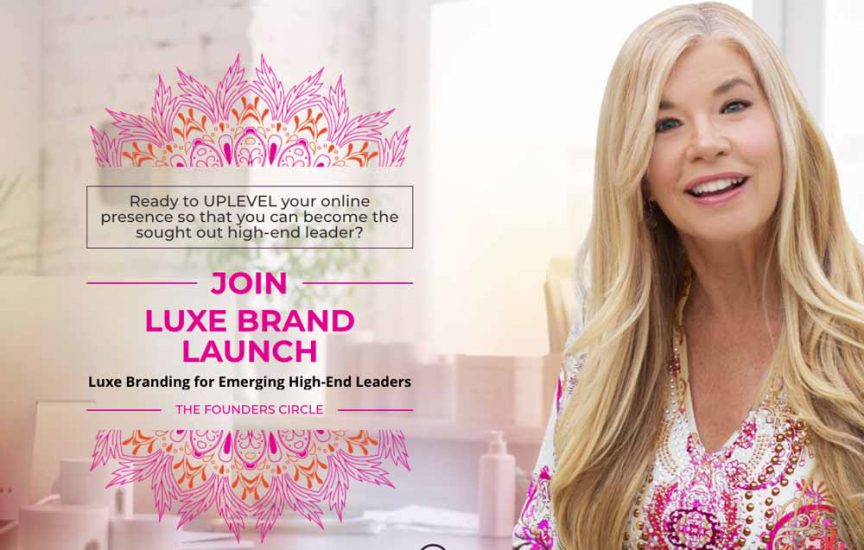 Ready to UPLEVEL your online
presence so that you can become the
sought out high-end leader?
JOIN
LUXE BRAND
LAUNCH
Luxe Branding for Emerging High-End Leaders
THE FOUNDERS CIRCLE